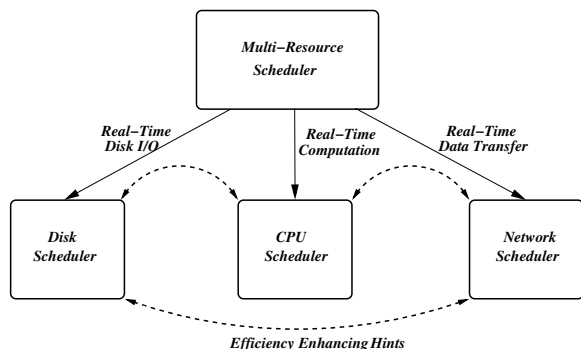 Multi-Resource
Scheduler
Real-Time
Disk I/O
Real-Time
Computation
Real-Time
Data Transfer
Disk
Scheduler
CPU
Scheduler
Network
Scheduler
Efficiency Enhancing Hints